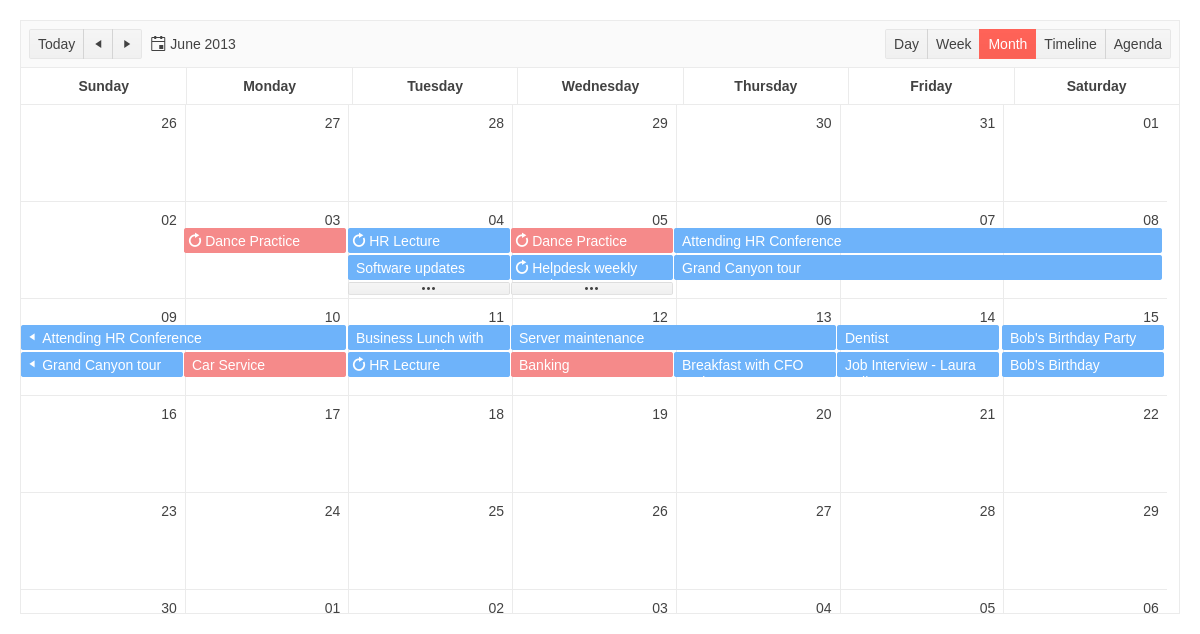 Today June 2013 Day Week Month Timeline Agenda
Sunday Monday Tuesday Wednesday Thursday Friday Saturday
26 27 28 29 30 31 01
02 03 04 05 06 07 08
Dance Practice HR Lecture Dance Practice Attending HR Conference
Software updates Helpdesk weekly Grand Canyon tour
09 10 11 12 13 14 15
Attending HR Conference Business Lunch with Server maintenance Dentist Bob's Birthday Party
Grand Canyon tour Car Service HR Lecture Banking Breakfast with CFO Job Interview - Laura Bob's Birthday
16 17 18 19 20 21 22
23 24 25 26 27 28 29
30 01 02 03 04 05 06